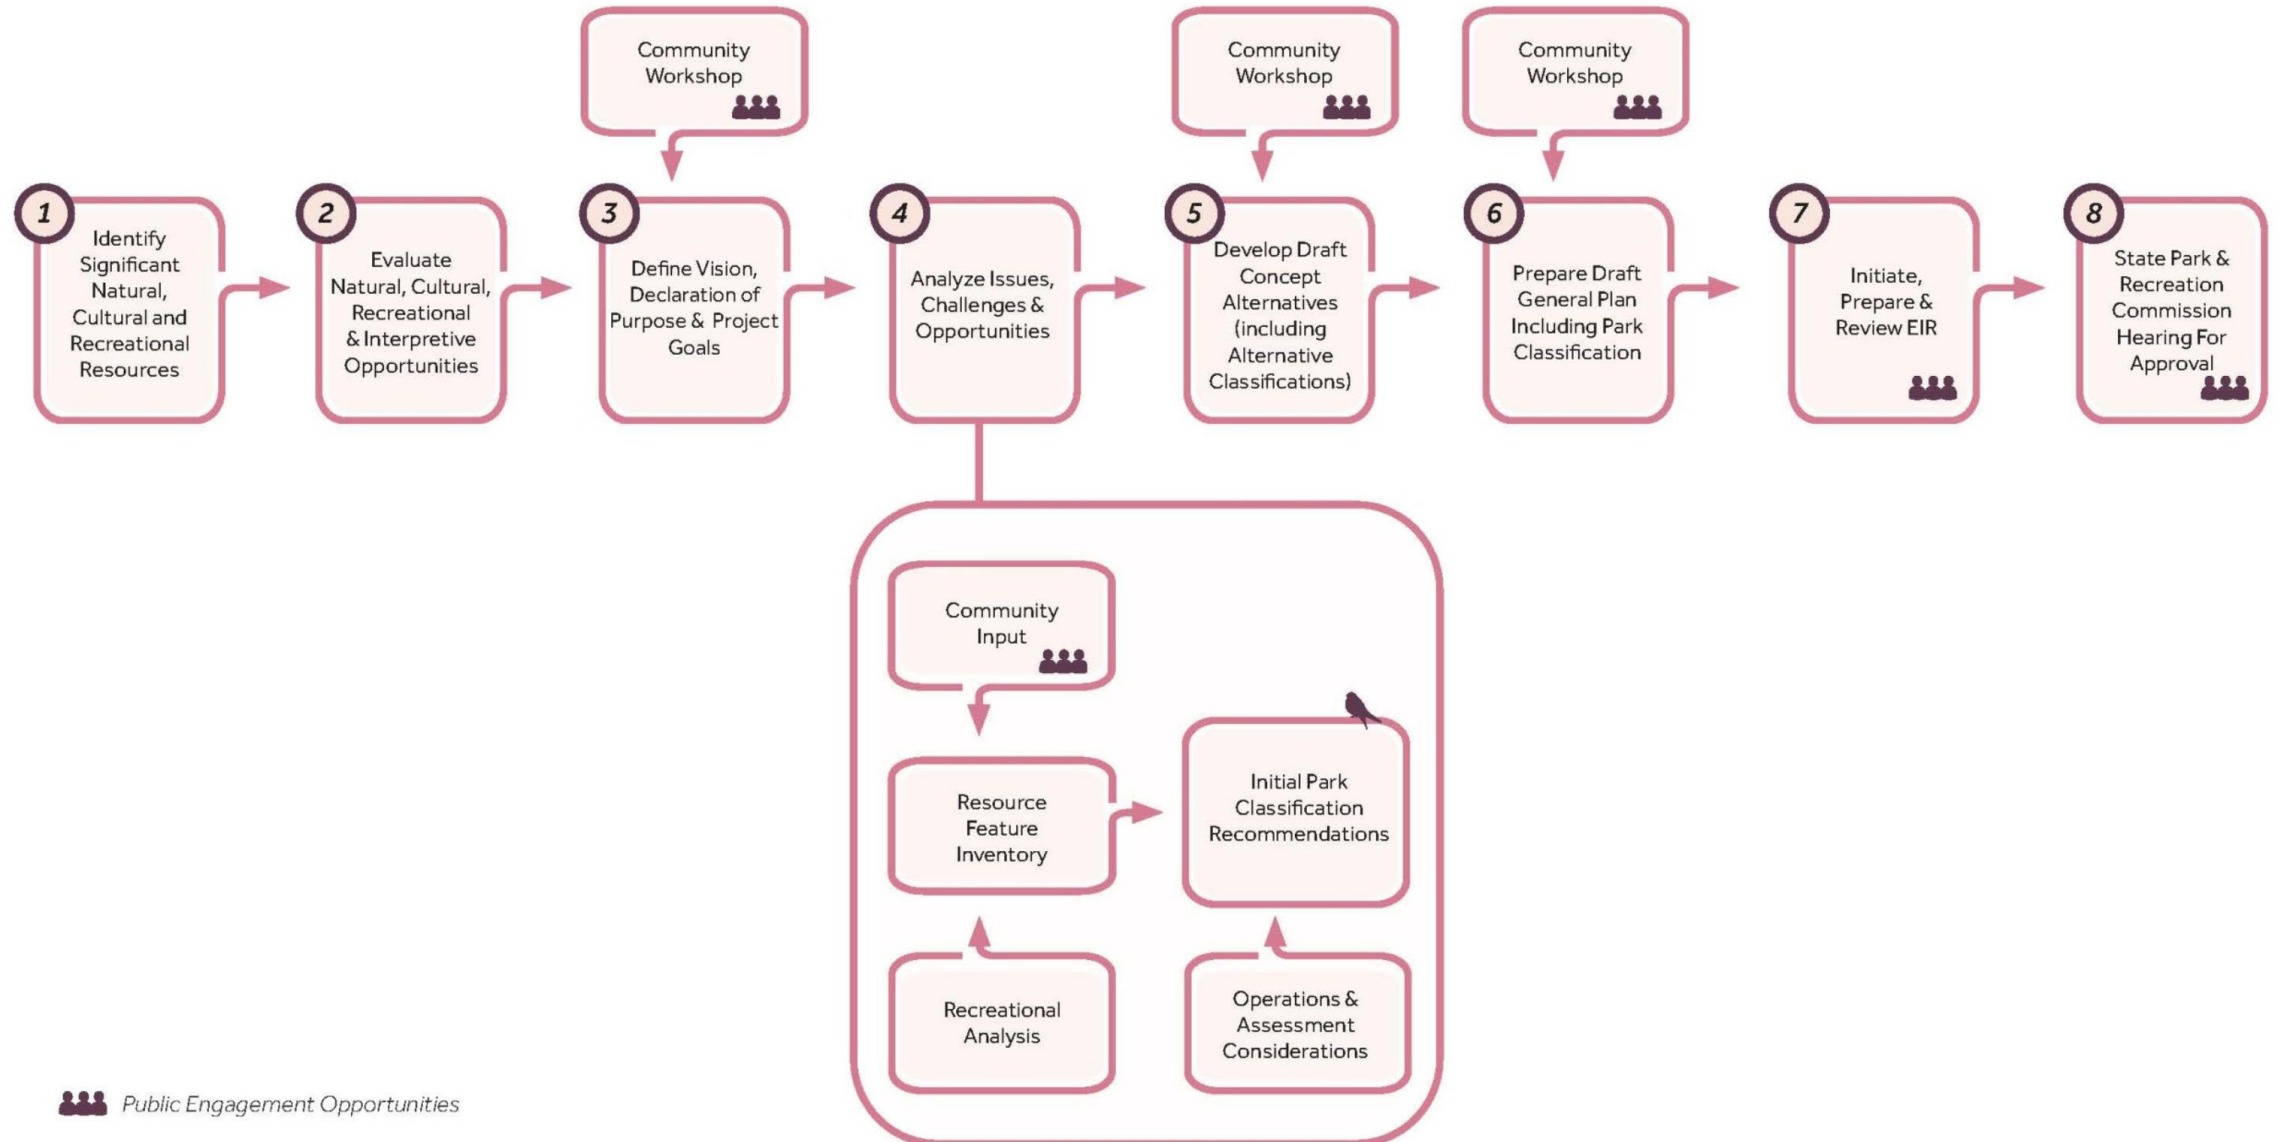 Community
Workshop
Community
Workshop
Community
Workshop
1
Identify
Significant
Natural,
Cultural and
Recreational
Resources
2
Evaluate
Natural, Cultural,
Recreational
& Interpretive
Opportunities
3
Define Vision,
Declaration of
Purpose & Project
Goals
4
Analyze Issues,
Challenges &
Opportunities
5
Develop Draft
Concept
Alternatives
(including
Alternative
Classifications)
6
Prepare Draft
General Plan
Including Park
Classification
7
Initiate,
Prepare &
Review EIR
8
State Park &
Recreation
Commission
Hearing For
Approval
Community
Input
Resource
Feature
Inventory
Initial Park
Classification
Recommendations
Recreational
Analysis
Operations &
Assessment
Considerations
Public Engagement Opportunities